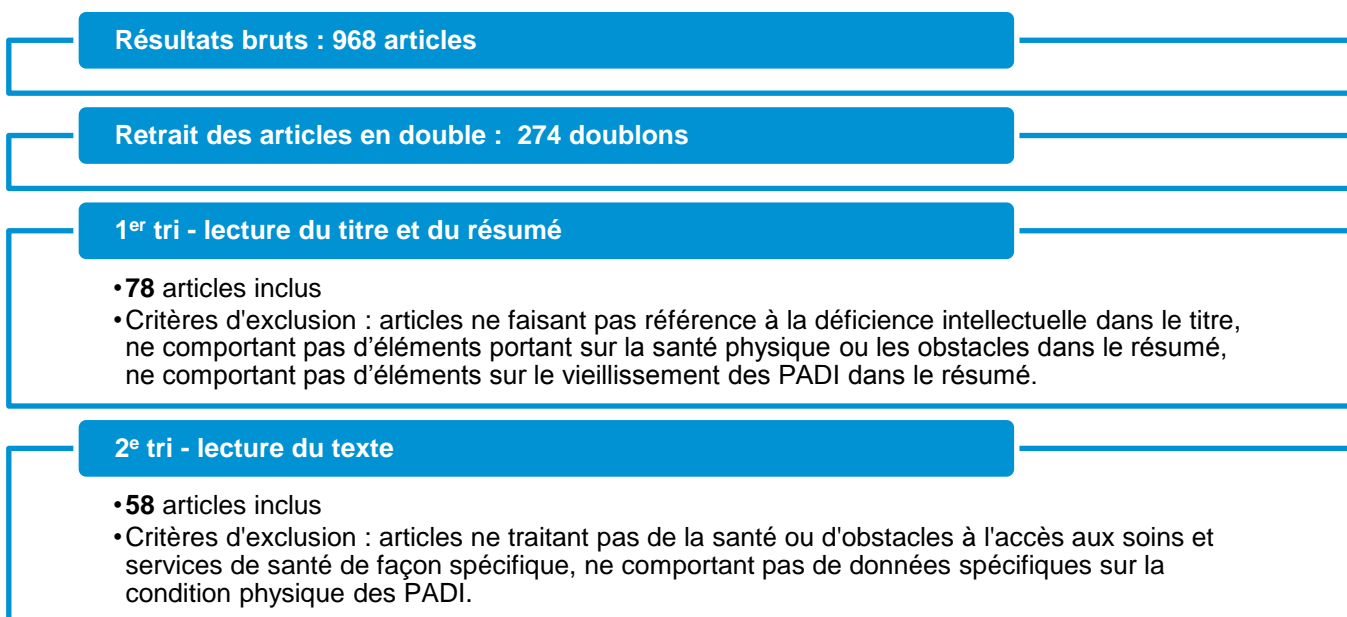 Résultats bruts : 968 articles
Retrait des articles en double :  274 doublons
1er tri - lecture du titre et du résumé
•78 articles inclus
•Critères d'exclusion : articles ne faisant pas référence à la déficience intellectuelle dans le titre,
ne comportant pas d’éléments portant sur la santé physique ou les obstacles dans le résumé,
ne comportant pas d’éléments sur le vieillissement des PADI dans le résumé.
2e tri - lecture du texte
•58 articles inclus
•Critères d'exclusion : articles ne traitant pas de la santé ou d'obstacles à l'accès aux soins et
services de santé de façon spécifique, ne comportant pas de données spécifiques sur la
condition physique des PADI.